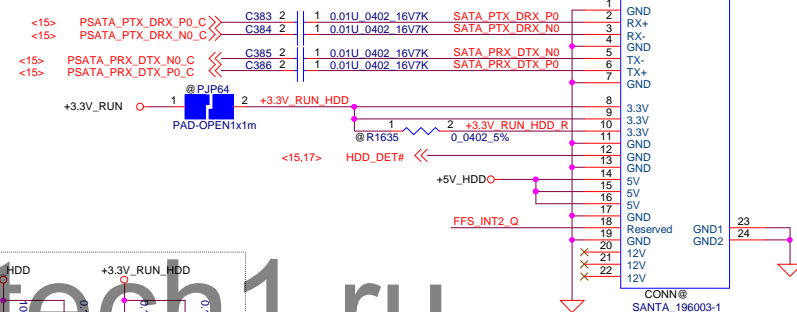 <15> PSATA_PTX_DRX_P0_C C383 2 1 0.01U_0402_16V7K SATA_PTX_DRX_P0
<15> PSATA_PTX_DRX_N0_C C384 2 1 0.01U_0402_16V7K SATA_PTX_DRX_N0
<15> PSATA_PRX_DTX_N0_C C385 2 1 0.01U_0402_16V7K SATA_PRX_DTX_N0
<15> PSATA_PRX_DTX_P0_C C386 2 1 0.01U_0402_16V7K SATA_PRX_DTX_P0
1 GND
2 RX+
3 RX-
4 GND
5 TX-
6 TX+
7 GND
@ PJP64
+3.3V_RUN 1 2 +3.3V_RUN_HDD
PAD-OPEN1x1m
8 3.3V
9 3.3V
1 2 +3.3V_RUN_HDD_R 10 3.3V
@ R1635 0_0402_5%
11 GND
<15,17> HDD_DET# 12 GND
13 GND
+5V_HDD 14 5V
15 5V
16 5V
17 GND
FFS_INT2_Q 18 Reserved GND1 23
19 GND GND2 24
20 12V
21 12V
22 12V
CONN@
SANTA_196003-1
HDD +3.3V_RUN_HDD
tech1.ru